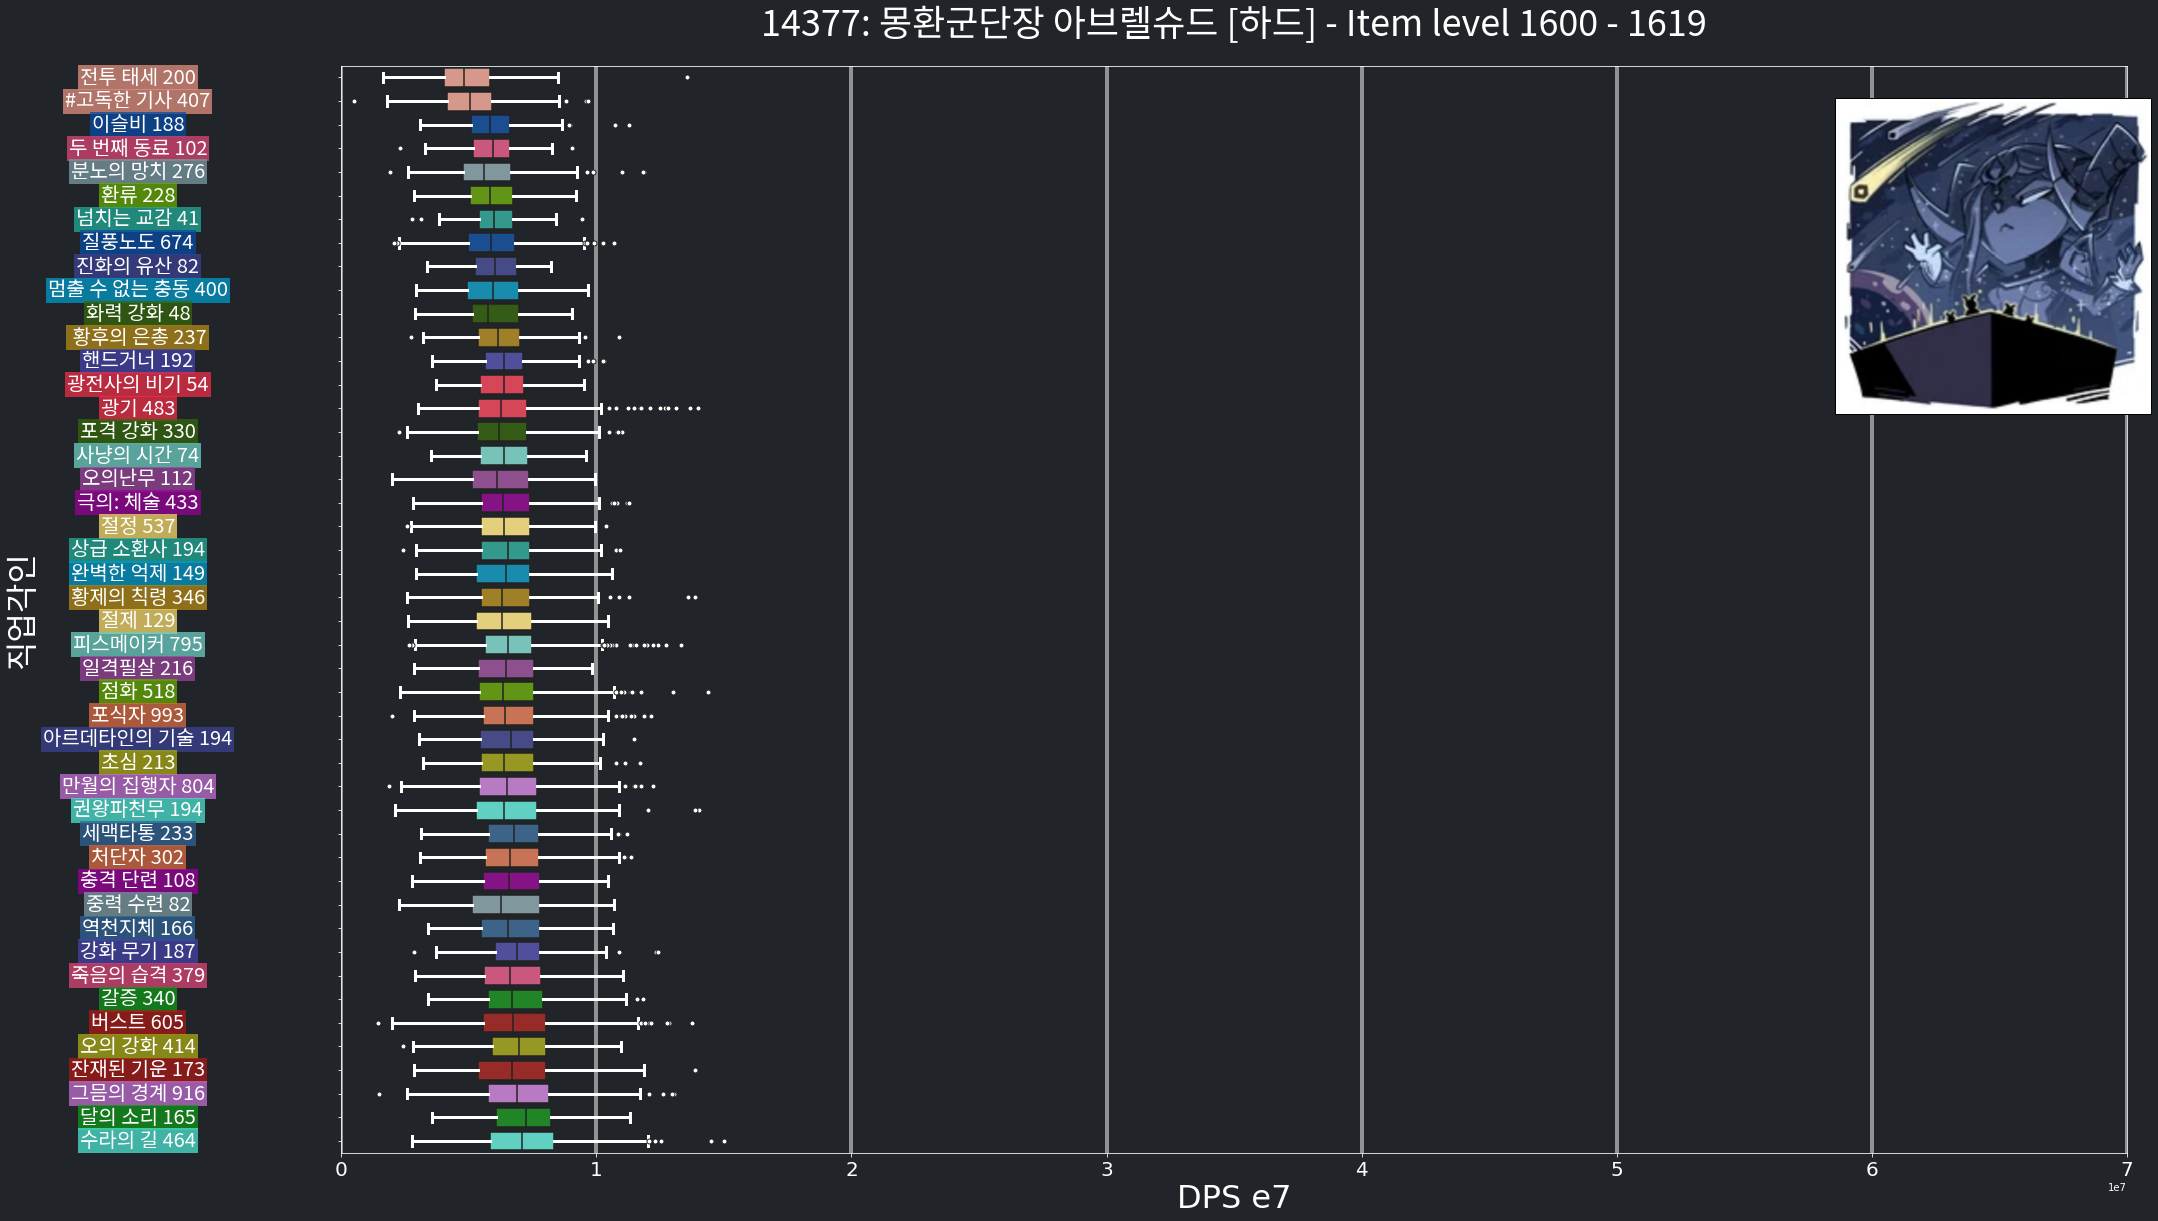 14377: 몽환군단장 아브렐슈드 [하드] - Item level 1600 - 1619
직업각인
전투 태세 200
#고독한 기사 407
이슬비 188
두 번째 동료 102
분노의 망치 276
환류 228
넘치는 교감 41
질풍노도 674
진화의 유산 82
멈출 수 없는 충동 400
화력 강화 48
황후의 은총 237
핸드거너 192
광전사의 비기 54
광기 483
포격 강화 330
사냥의 시간 74
오의난무 112
극의: 체술 433
절정 537
상급 소환사 194
완벽한 억제 149
황제의 칙령 346
절제 129
피스메이커 795
일격필살 216
점화 518
포식자 993
아르데타인의 기술 194
초심 213
만월의 집행자 804
권왕파천무 194
세맥타통 233
처단자 302
충격 단련 108
중력 수련 82
역천지체 166
강화 무기 187
죽음의 습격 379
갈증 340
버스트 605
오의 강화 414
잔재된 기운 173
그믐의 경계 916
달의 소리 165
수라의 길 464
0 1 2 3 4 5 6 7
1e7
DPS e7